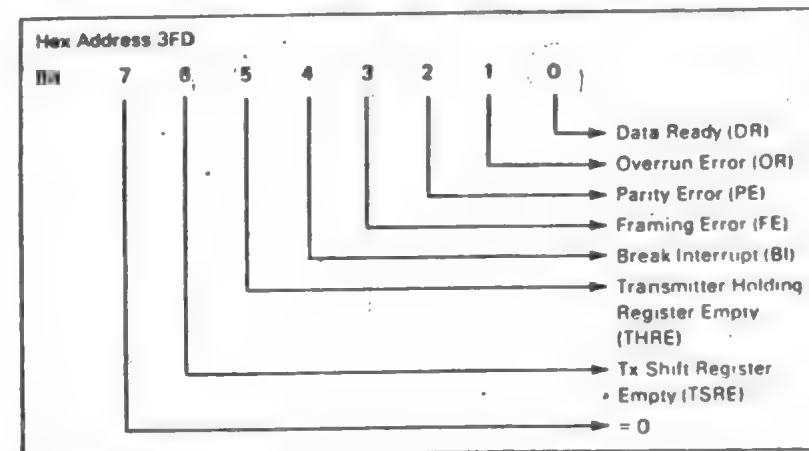 Hex Address 3FD
7 6 5 4 3 2 1 0
Data Ready (DR)
Overrun Error (OR)
Parity Error (PE)
Framing Error (FE)
Break Interrupt (BI)
Transmitter Holding
Register Empty
(THRE)
Tx Shift Register
Empty (TSRE)
= 0